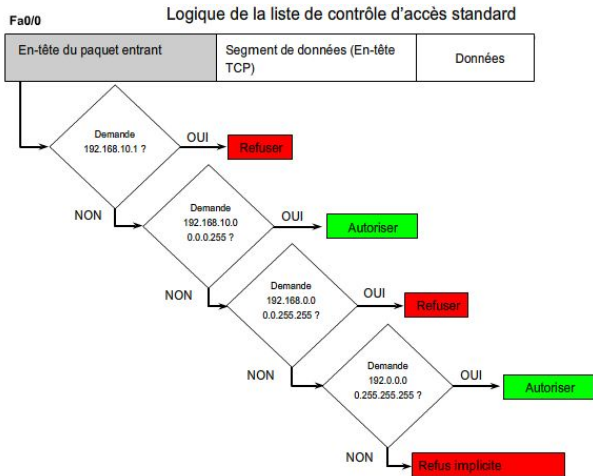 Logique de la liste de contrôle d'accès standard
Fa0/0
En-tête du paquet entrant
Segment de données (En-tête
TCP)
Données
Demande
192.168.10.1 ?
OUI
Refuser
NON
Demande
192.168.10.0
0.0.0.255 ?
OUI
Autoriser
NON
Demande
192.168.0.0
0.0.255.255 ?
OUI
Refuser
NON
Demande
192.0.0.0
0.255.255.255 ?
OUI
Autoriser
NON
Refus implicite